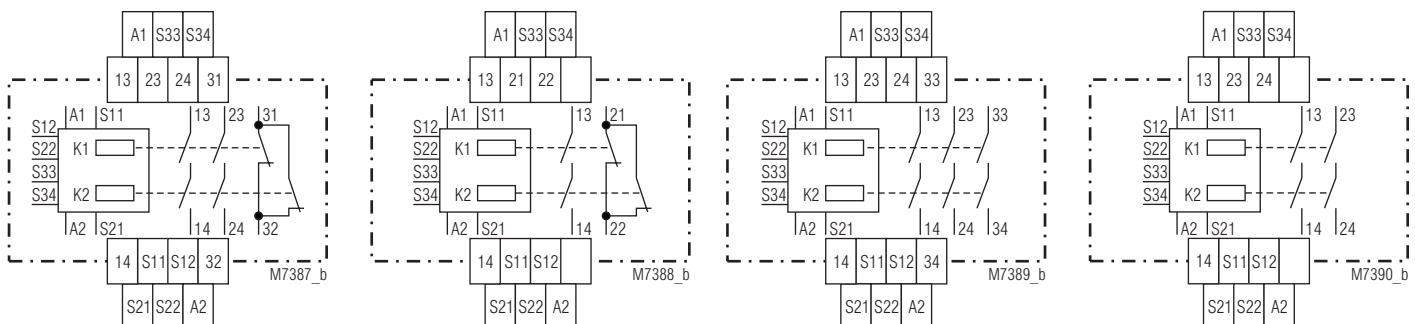 A1 S33 S34
13 23 24 31
A1 S11 13 23 31
S12
S22 K1
S33
S34 K2
A2 S21 14 24 32
14 S11 S12 32
M7387_b
S21 S22 A2
A1 S33 S34
13 21 22
A1 S11 13 21
S12
S22 K1
S33
S34 K2
A2 S21 14 22
14 S11 S12
M7388_b
S21 S22 A2
A1 S33 S34
13 23 24 33
A1 S11 13 23 33
S12
S22 K1
S33
S34 K2
A2 S21 14 24 34
14 S11 S12 34
M7389_b
S21 S22 A2
A1 S33 S34
13 23 24
A1 S11 13 23
S12
S22 K1
S33
S34 K2
A2 S21 14 24
14 S11 S12
M7390_b
S21 S22 A2